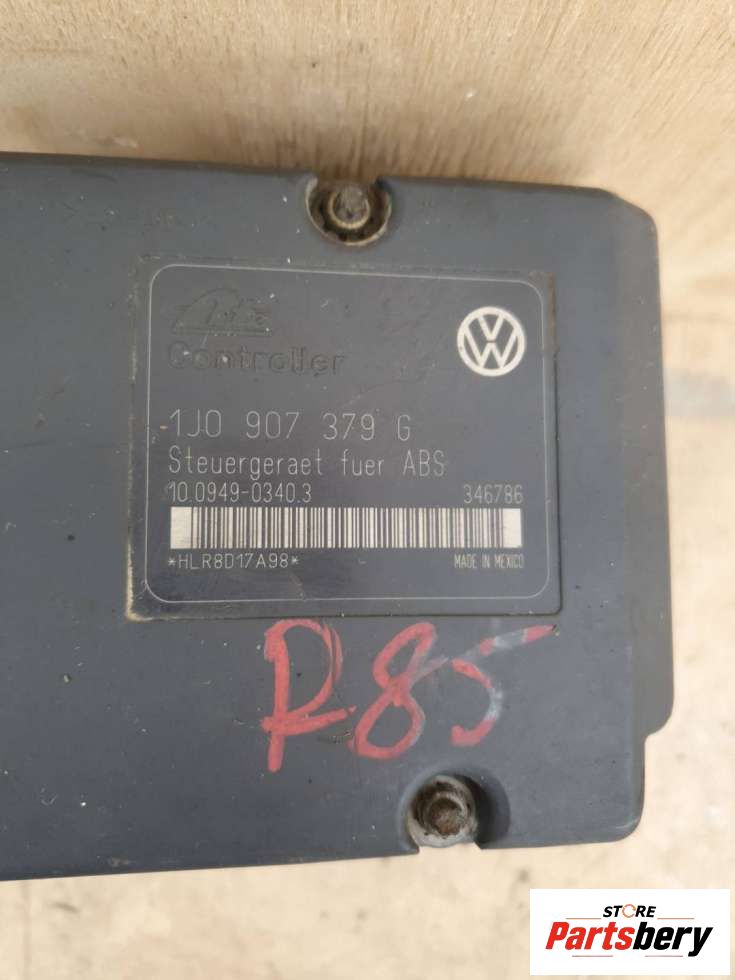 Ate
Controller
1J0 907 379 G
Steuergeraet fuer ABS
10.0949-0340.3 346786
*HLR8D17A98* MADE IN MEXICO
R85
STORE
Partsbery